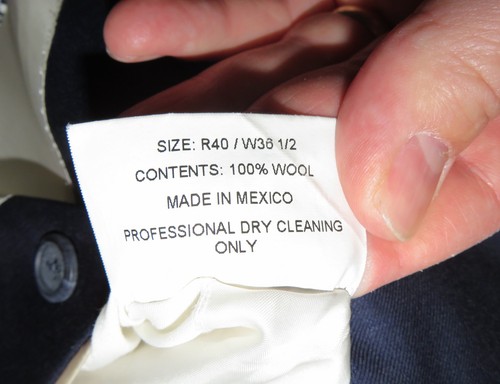 SIZE: R40 / W36 1/2
CONTENTS: 100% WOOL
MADE IN MEXICO
PROFESSIONAL DRY CLEANING
ONLY